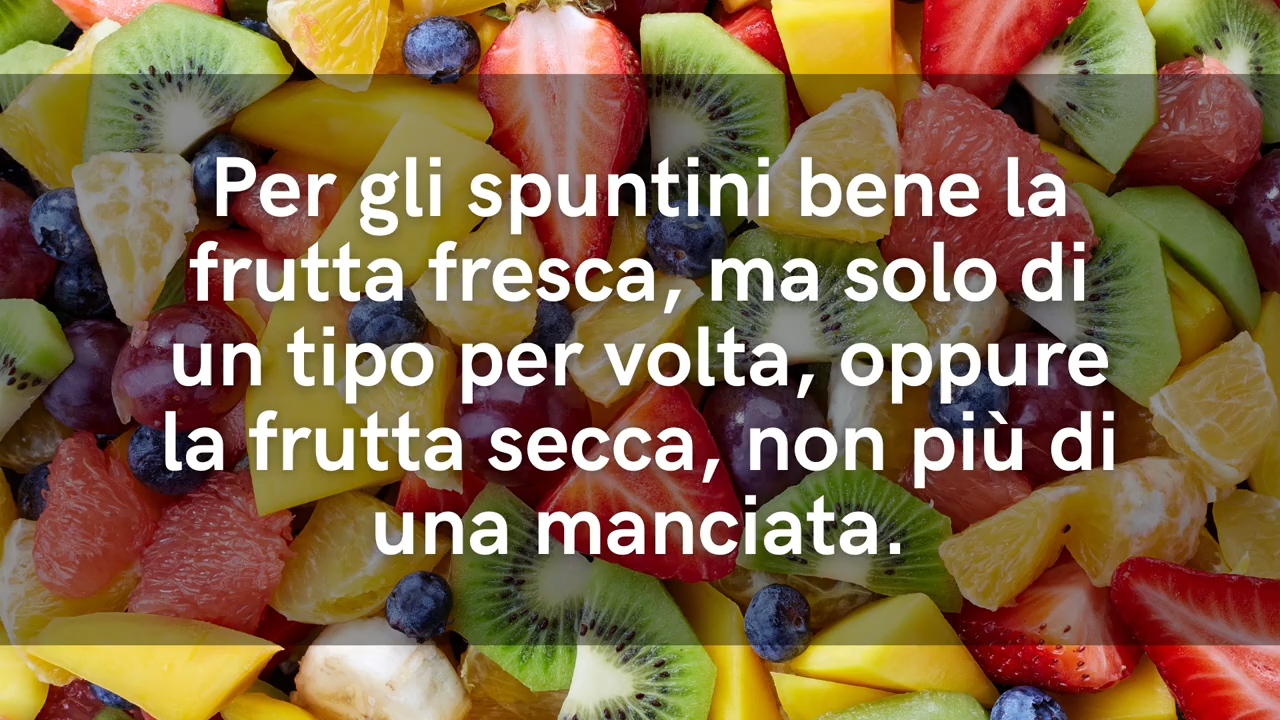 Per gli spuntini bene la
frutta fresca, ma solo di
un tipo per volta, oppure
la frutta secca, non più di
una manciata.